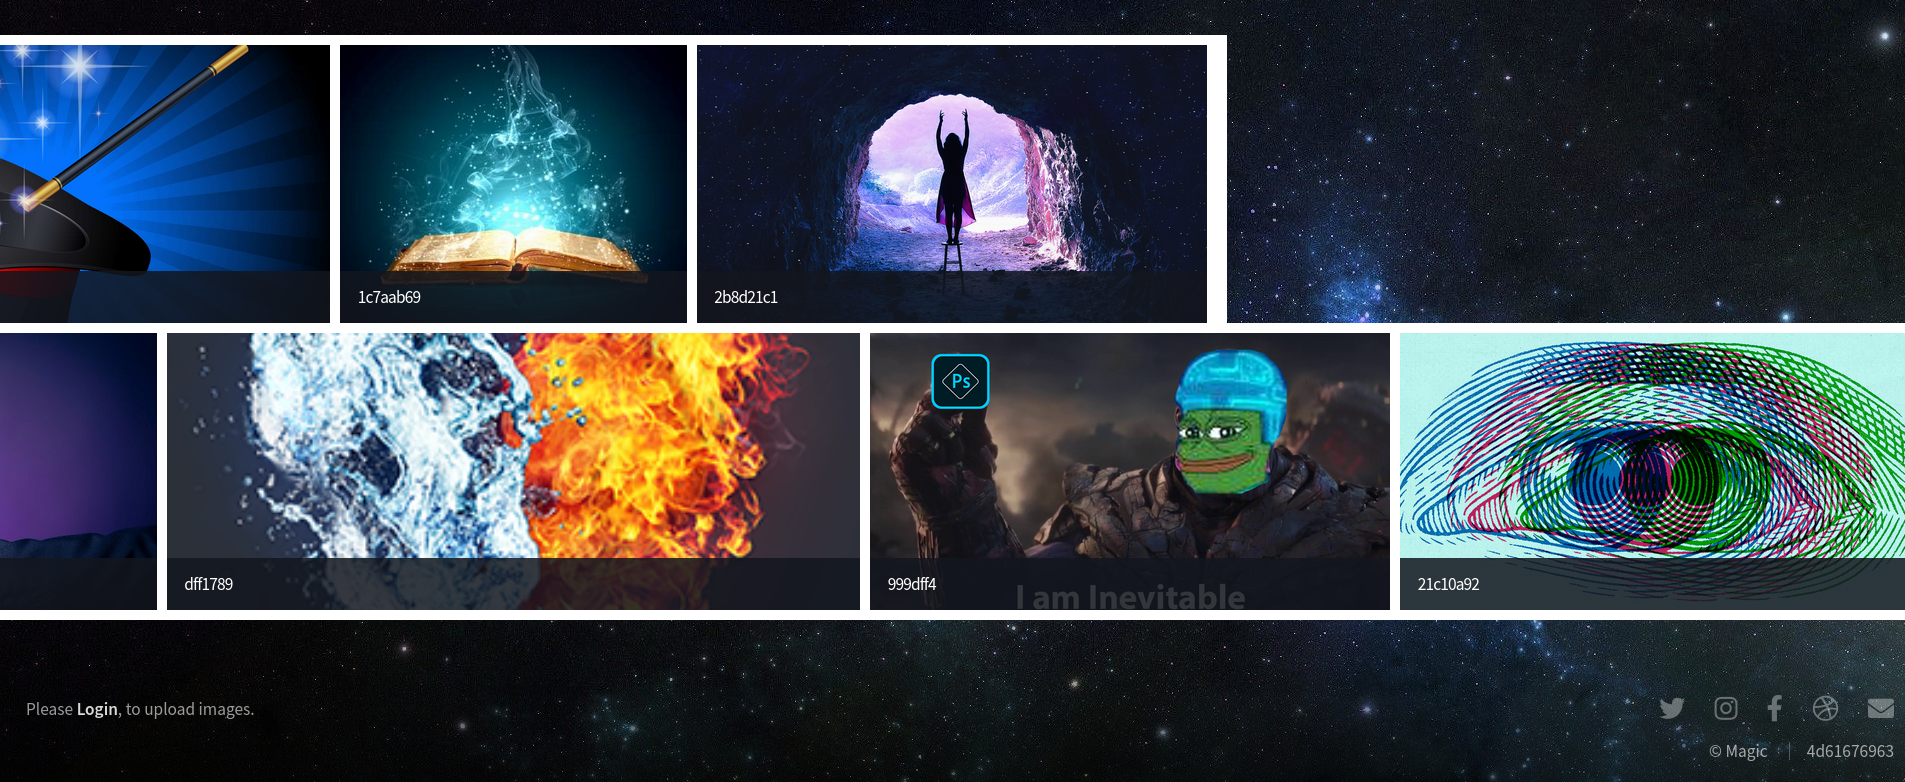 1c7aab69
2b8d21c1
Ps
dff1789
999dff4
I am Inevitable
21c10a92
Please Login, to upload images.
© Magic
4d61676963